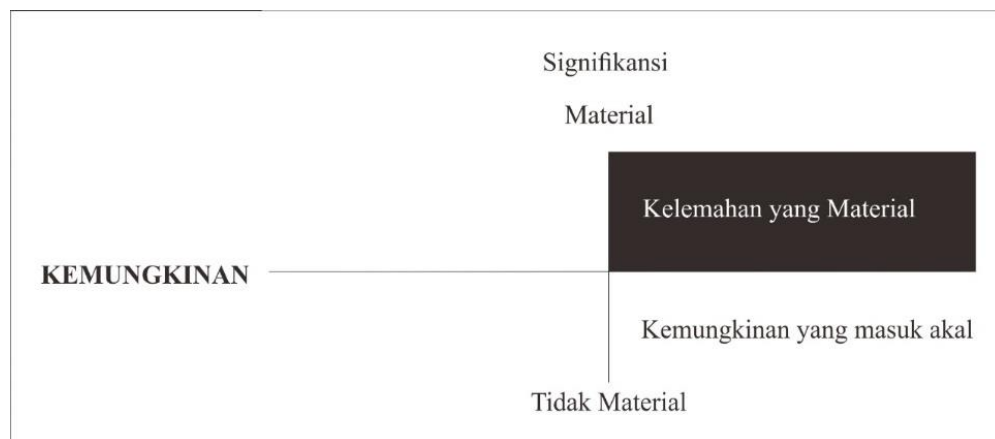 Signifikansi
Material
Kelemahan yang Material
KEMUNGKINAN
Kemungkinan yang masuk akal
Tidak Material